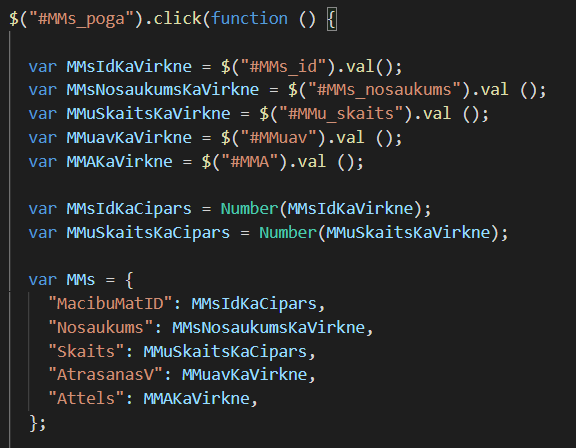 $("#MMs_poga").click(function () {
var MMsIdKaVirkne = $("#MMs_id").val();
var MMsNosaukumsKaVirkne = $("#MMs_nosaukums").val ();
var MMuSkaitsKaVirkne = $("#MMu_skaits").val ();
var MMuavKaVirkne = $("#MMuav").val ();
var MMAKaVirkne = $("#MMA").val ();
var MMsIdKaCipars = Number(MMsIdKaVirkne);
var MMuSkaitsKaCipars = Number(MMuSkaitsKaVirkne);
var MMs = {
"MacibuMatID": MMsIdKaCipars,
"Nosaukums": MMsNosaukumsKaVirkne,
"Skaits": MMuSkaitsKaCipars,
"AtrasanasV": MMuavKaVirkne,
"Attels": MMAKaVirkne,
};